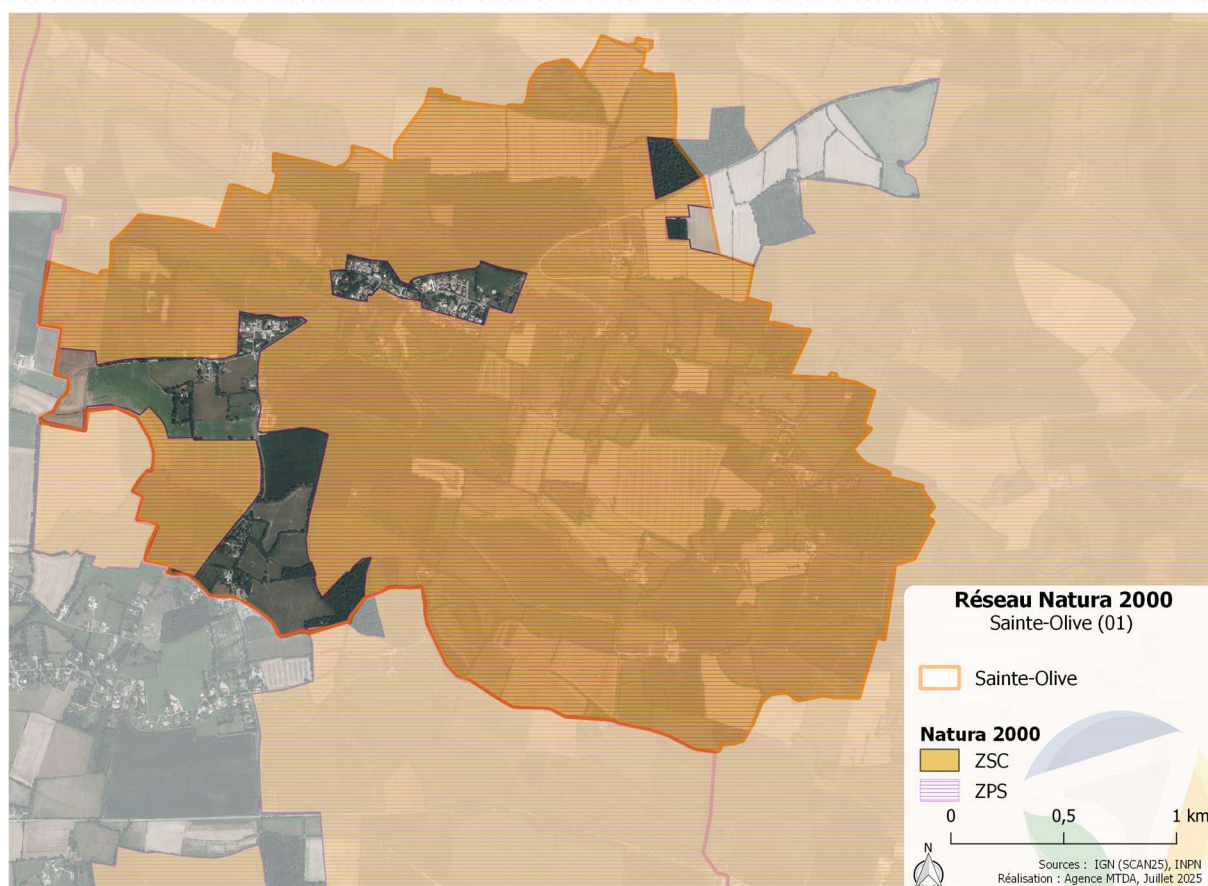 Réseau Natura 2000
Sainte-Olive (01)
Sainte-Olive
Natura 2000
ZSC
ZPS
0 0,5 1 km
N
Sources : IGN (SCAN25), INPN
Réalisation : Agence MTDA, Juillet 2025